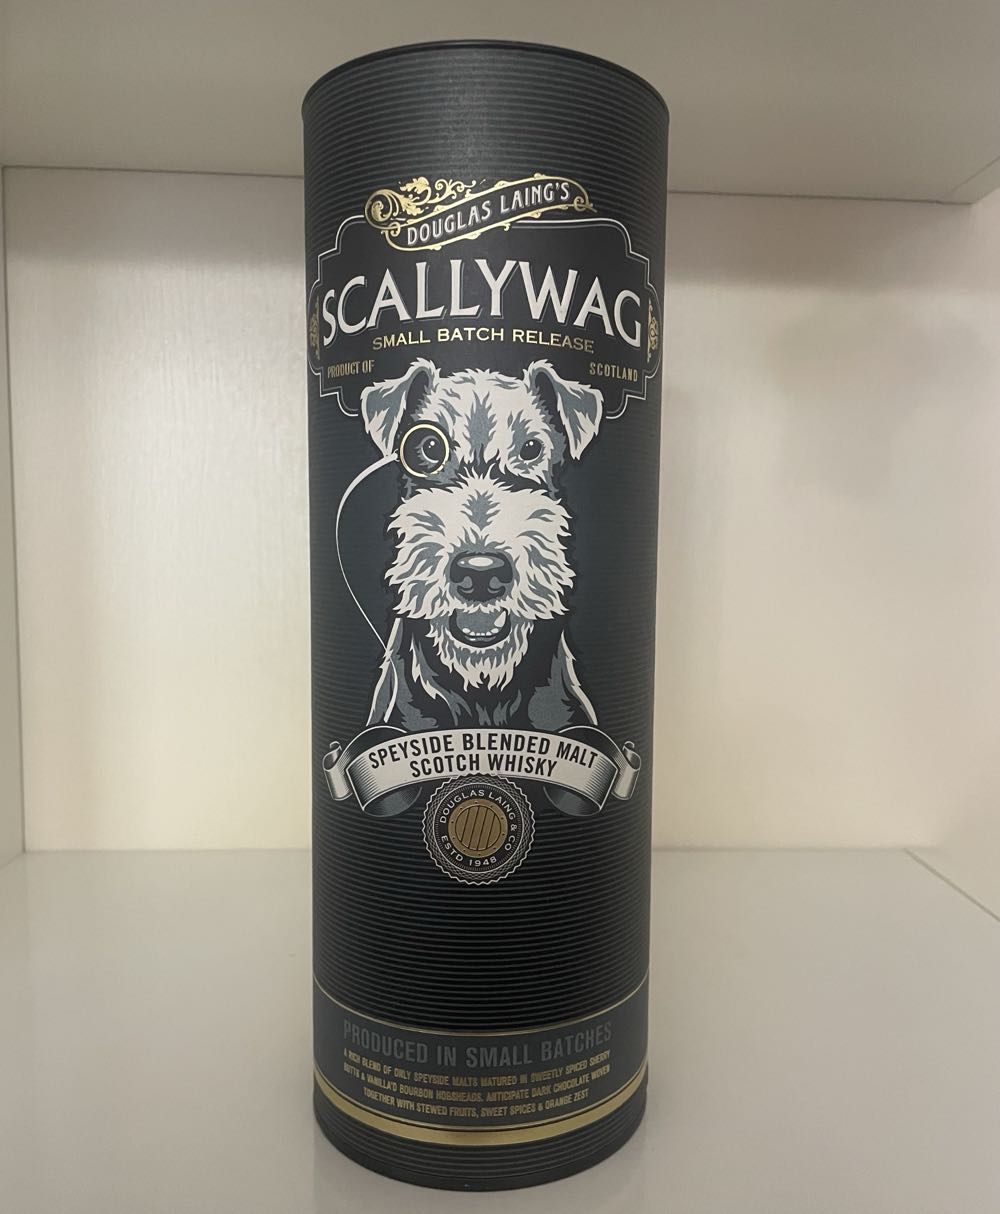 DOUGLAS LAING'S
SCALLYWAG
SMALL BATCH RELEASE
PRODUCT OF SCOTLAND
SPEYSIDE BLENDED MALT
SCOTCH WHISKY
DOUGLAS LAING & CO
ESTD 1948
PRODUCED IN SMALL BATCHES
A RICH BLEND OF ONLY SPEYSIDE MALTS MATURED IN SWEETLY SPICED SHERRY
BUTTS & VANILLA'D BOURBON HOGSHEADS. ANTICIPATE DARK CHOCOLATE WOVEN
TOGETHER WITH STEWED FRUITS, SWEET SPICES & ORANGE ZEST